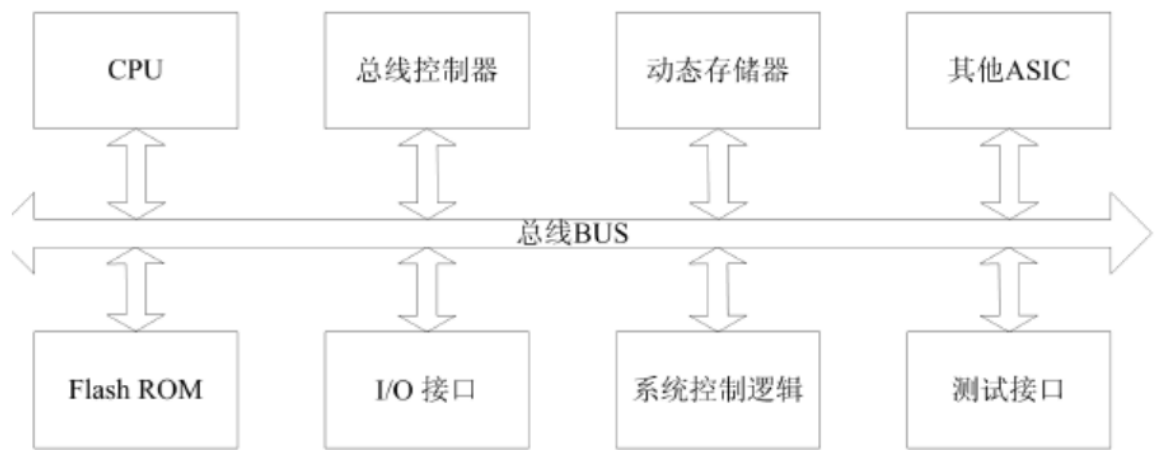 CPU
总线控制器
动态存储器
其他ASIC
总线BUS
Flash ROM
I/O 接口
系统控制逻辑
测试接口